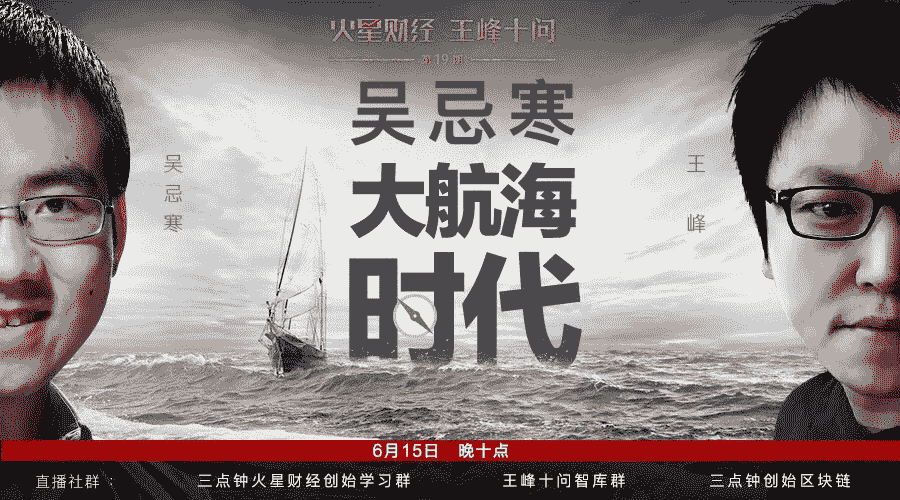 火星财经 王峰十问
第19期
吴忌寒
大航海
时代
吴忌寒
王峰
6月15日 晚十点
直播社群： 三点钟火星财经创始学习群 王峰十问智库群 三点钟创始区块链